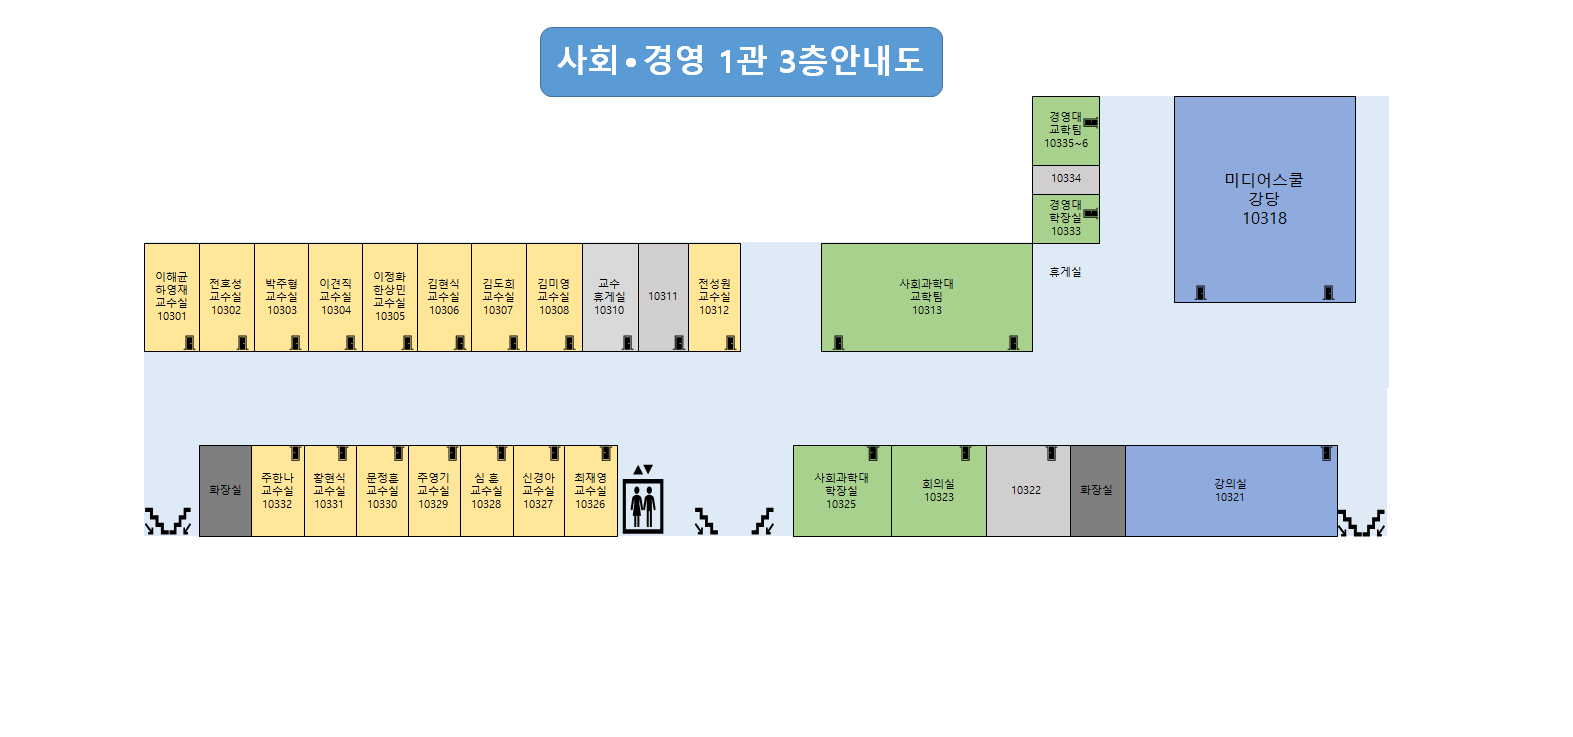 사회•경영 1관 3층안내도
경영대
교학팀
10335~6
10334
경영대
학장실
10333
미디어스쿨
강당
10318
이해균
하영재
교수실
10301
전호성
교수실
10302
박주형
교수실
10303
이견직
교수실
10304
이정화
한상민
교수실
10305
김현식
교수실
10306
김도희
교수실
10307
김미영
교수실
10308
교수
휴게실
10310
10311
전성원
교수실
10312
사회과학대
교학팀
10313
휴게실
화장실
주한나
교수실
10332
황현식
교수실
10331
문정훈
교수실
10330
주영기
교수실
10329
심 훈
교수실
10328
신경아
교수실
10327
최재영
교수실
10326
사회과학대
학장실
10325
회의실
10323
10322
화장실
강의실
10321